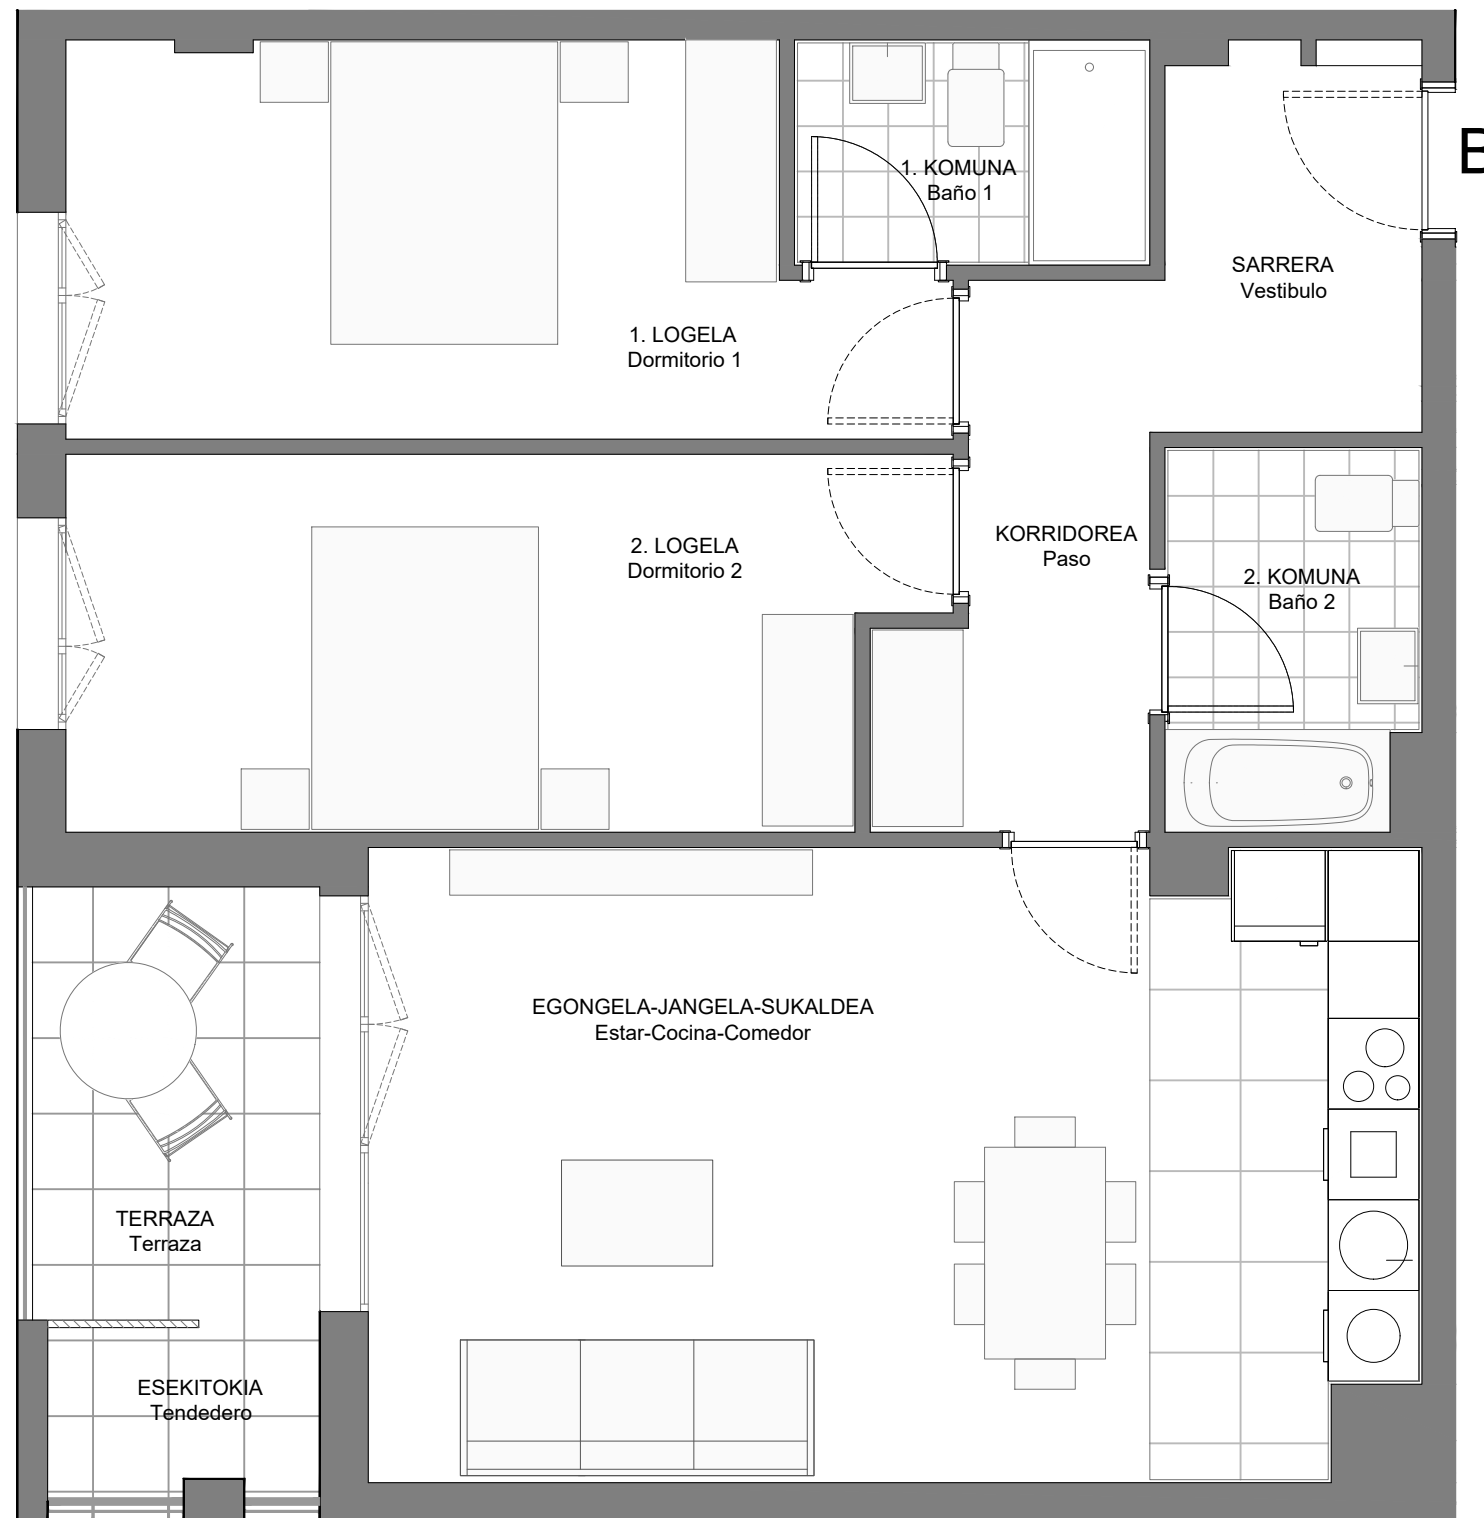 1. KOMUNA
Baño 1
B
SARRERA
Vestibulo
1. LOGELA
Dormitorio 1
2. LOGELA
Dormitorio 2
KORRIDOREA
Paso
2. KOMUNA
Baño 2
EGONGELA-JANGELA-SUKALDEA
Estar-Cocina-Comedor
TERRAZA
Terraza
ESEKITOKIA
Tendedero